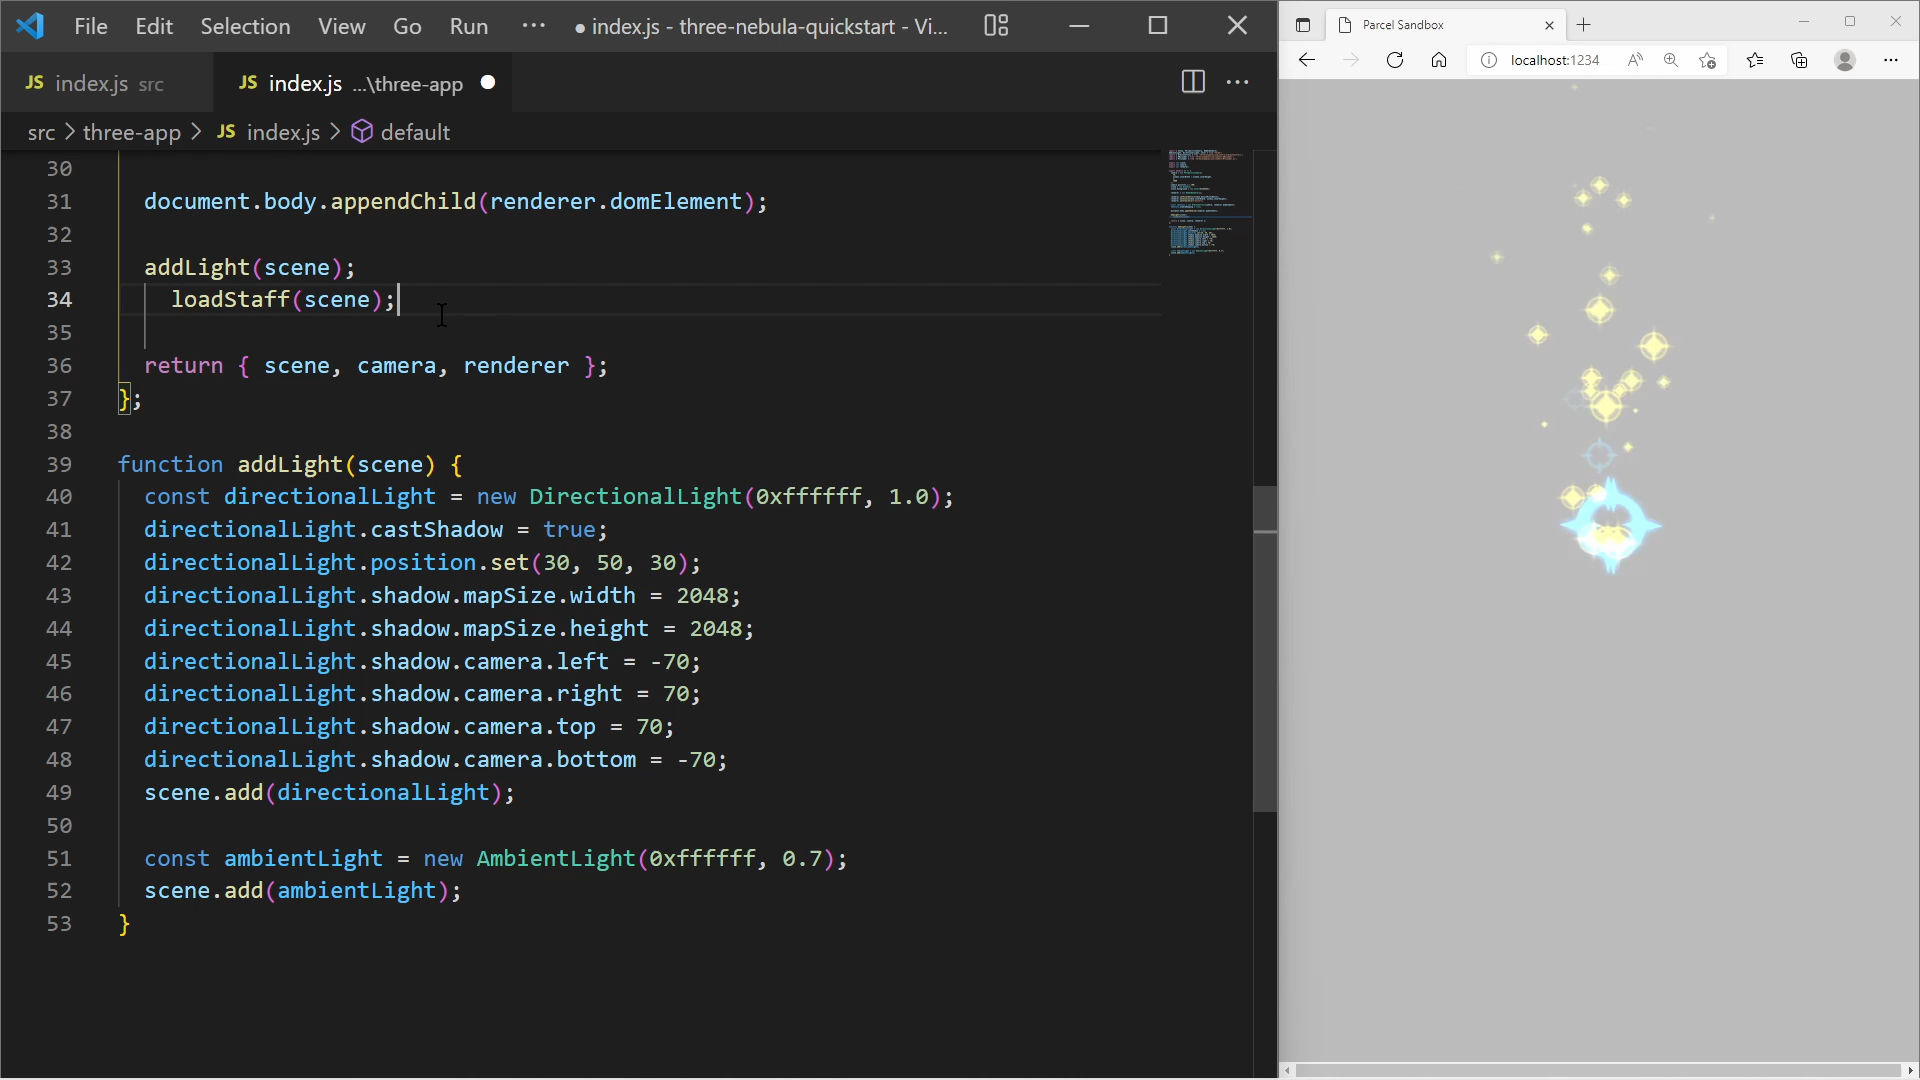 File Edit Selection View Go Run ··· ● index.js - three-nebula-quickstart - Vi...
JS index.js src
JS index.js ...\three-app ●
src > three-app > JS index.js > default
30
31 document.body.appendChild(renderer.domElement);
32
33 addLight(scene);
34 loadStaff(scene);
35
36 return { scene, camera, renderer };
37 };
38
39 function addLight(scene) {
40 const directionalLight = new DirectionalLight(0xffffff, 1.0);
41 directionalLight.castShadow = true;
42 directionalLight.position.set(30, 50, 30);
43 directionalLight.shadow.mapSize.width = 2048;
44 directionalLight.shadow.mapSize.height = 2048;
45 directionalLight.shadow.camera.left = -70;
46 directionalLight.shadow.camera.right = 70;
47 directionalLight.shadow.camera.top = 70;
48 directionalLight.shadow.camera.bottom = -70;
49 scene.add(directionalLight);
50
51 const ambientLight = new AmbientLight(0xffffff, 0.7);
52 scene.add(ambientLight);
53 }
Parcel Sandbox
localhost:1234